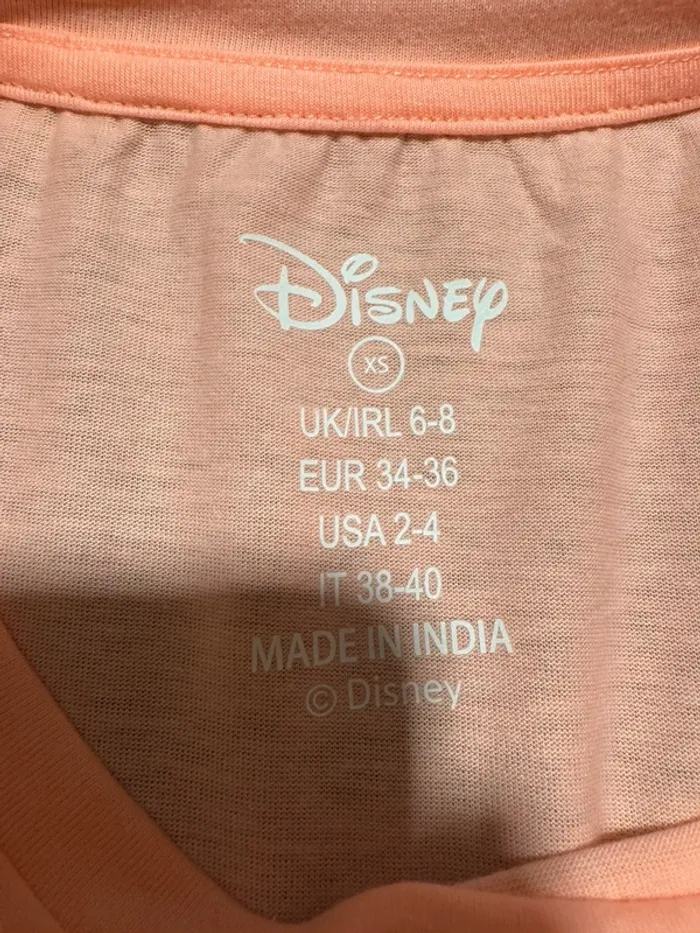 Disney
XS
UK/IRL 6-8
EUR 34-36
USA 2-4
IT 38-40
MADE IN INDIA
© Disney